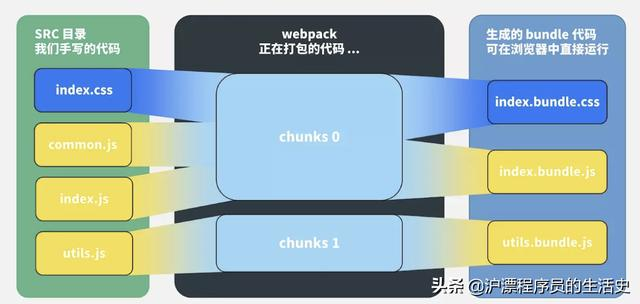 SRC 目录
我们手写的代码
index.css
common.js
index.js
utils.js
webpack
正在打包的代码 ...
chunks 0
chunks 1
生成的 bundle 代码
可在浏览器中直接运行
index.bundle.css
index.bundle.js
utils.bundle.js
头条 @沪漂程序员的生活史